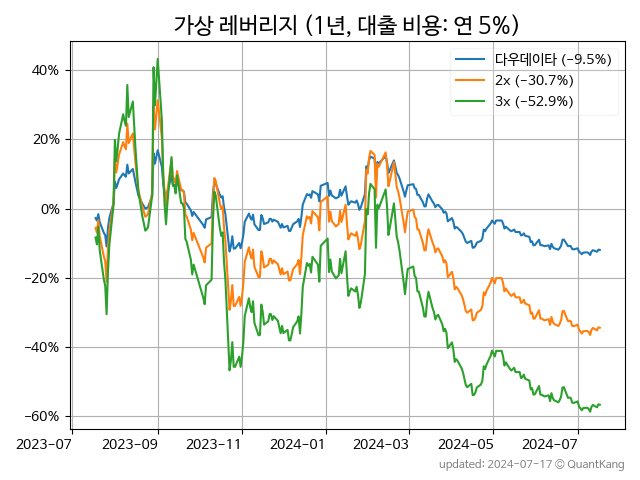 가상 레버리지 (1년, 대출 비용: 연 5%)
다우데이타 (−9.5%)
2x (−30.7%)
3x (−52.9%)
40%
20%
0%
−20%
−40%
−60%
2023-07 2023-09 2023-11 2024-01 2024-03 2024-05 2024-07
updated: 2024-07-17 © QuantKang